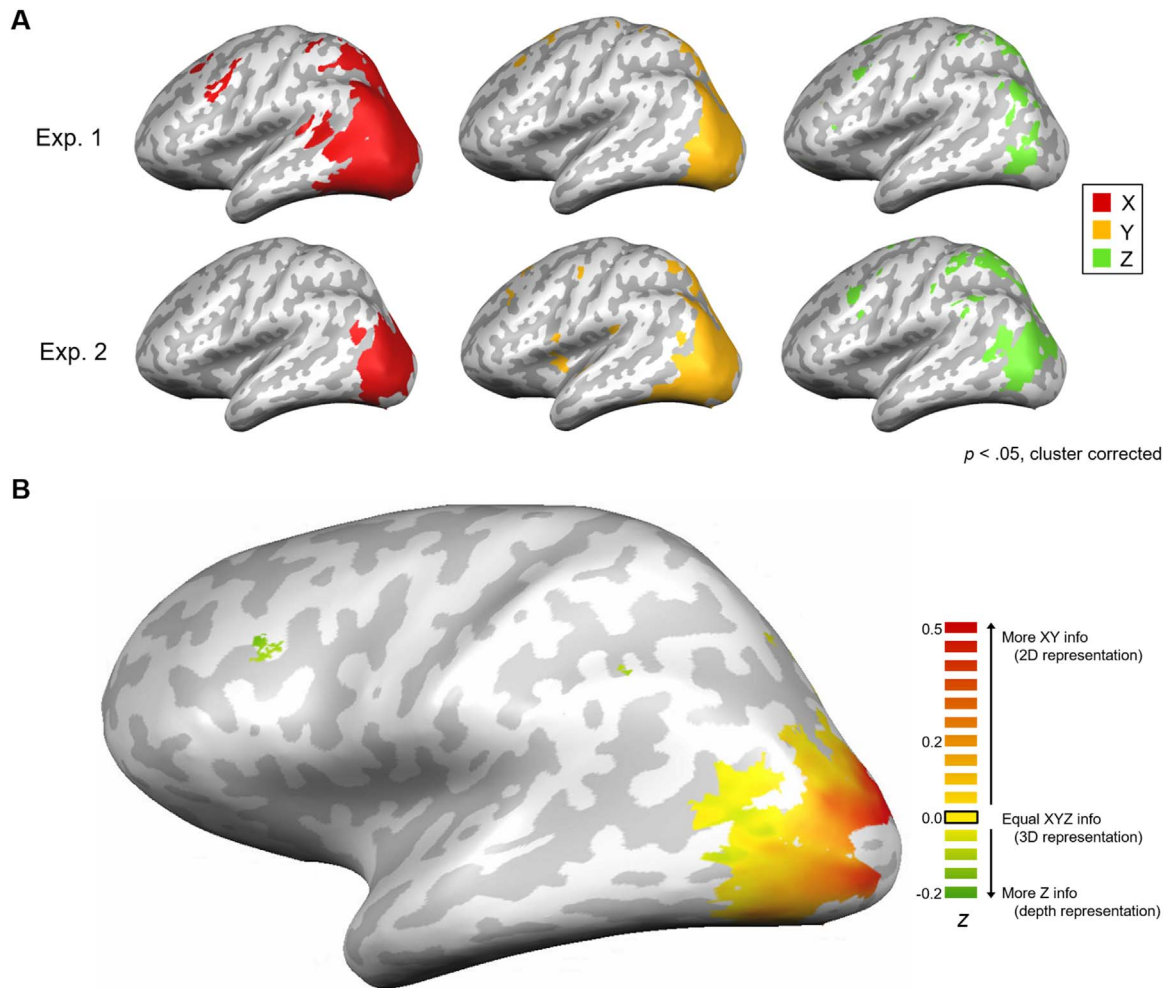 A
Exp. 1
X
Y
Z
Exp. 2
p < .05, cluster corrected
B
0.5
More XY info
(2D representation)
0.2
0.0
Equal XYZ info
(3D representation)
-0.2
More Z info
(depth representation)
z